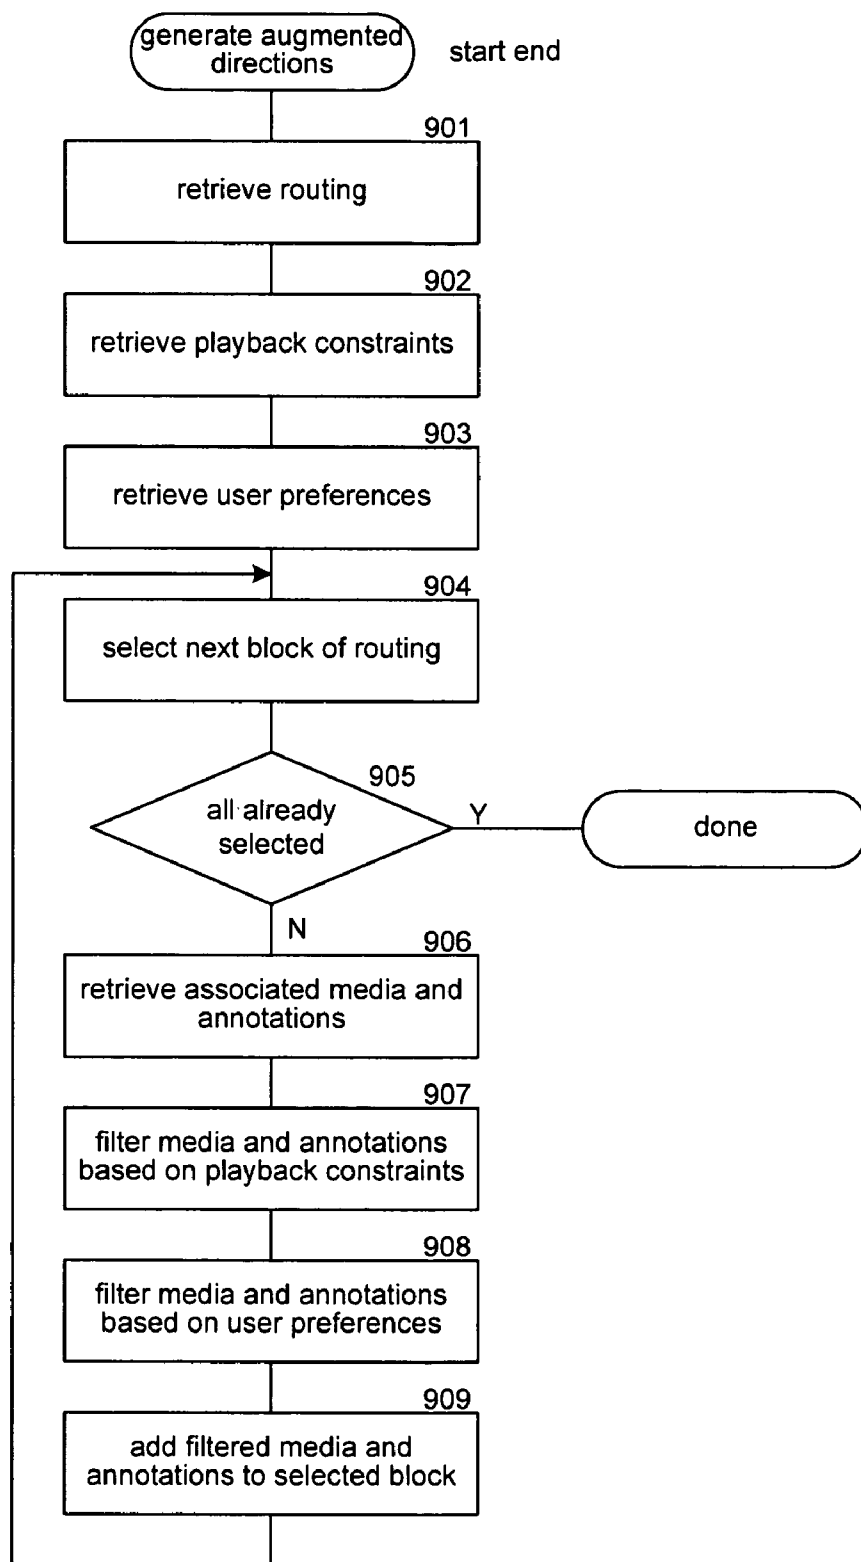 generate augmented
directions
start end
901
retrieve routing
902
retrieve playback constraints
903
retrieve user preferences
904
select next block of routing
905
all already
selected
Y
done
N
906
retrieve associated media and
annotations
907
filter media and annotations
based on playback constraints
908
filter media and annotations
based on user preferences
909
add filtered media and
annotations to selected block